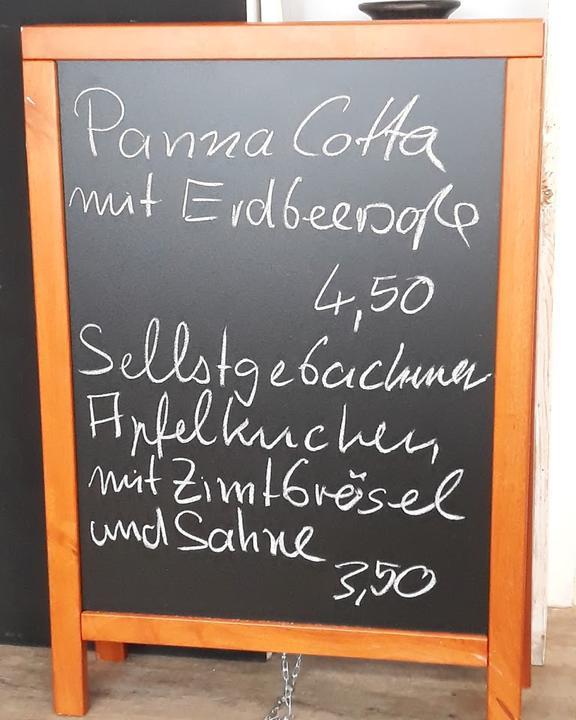 Panna Cotta
mit Erdbeersoße
4,50
Selbstgebackener
Apfelkuchen
mit Zimtbrösel
und Sahne
3,50